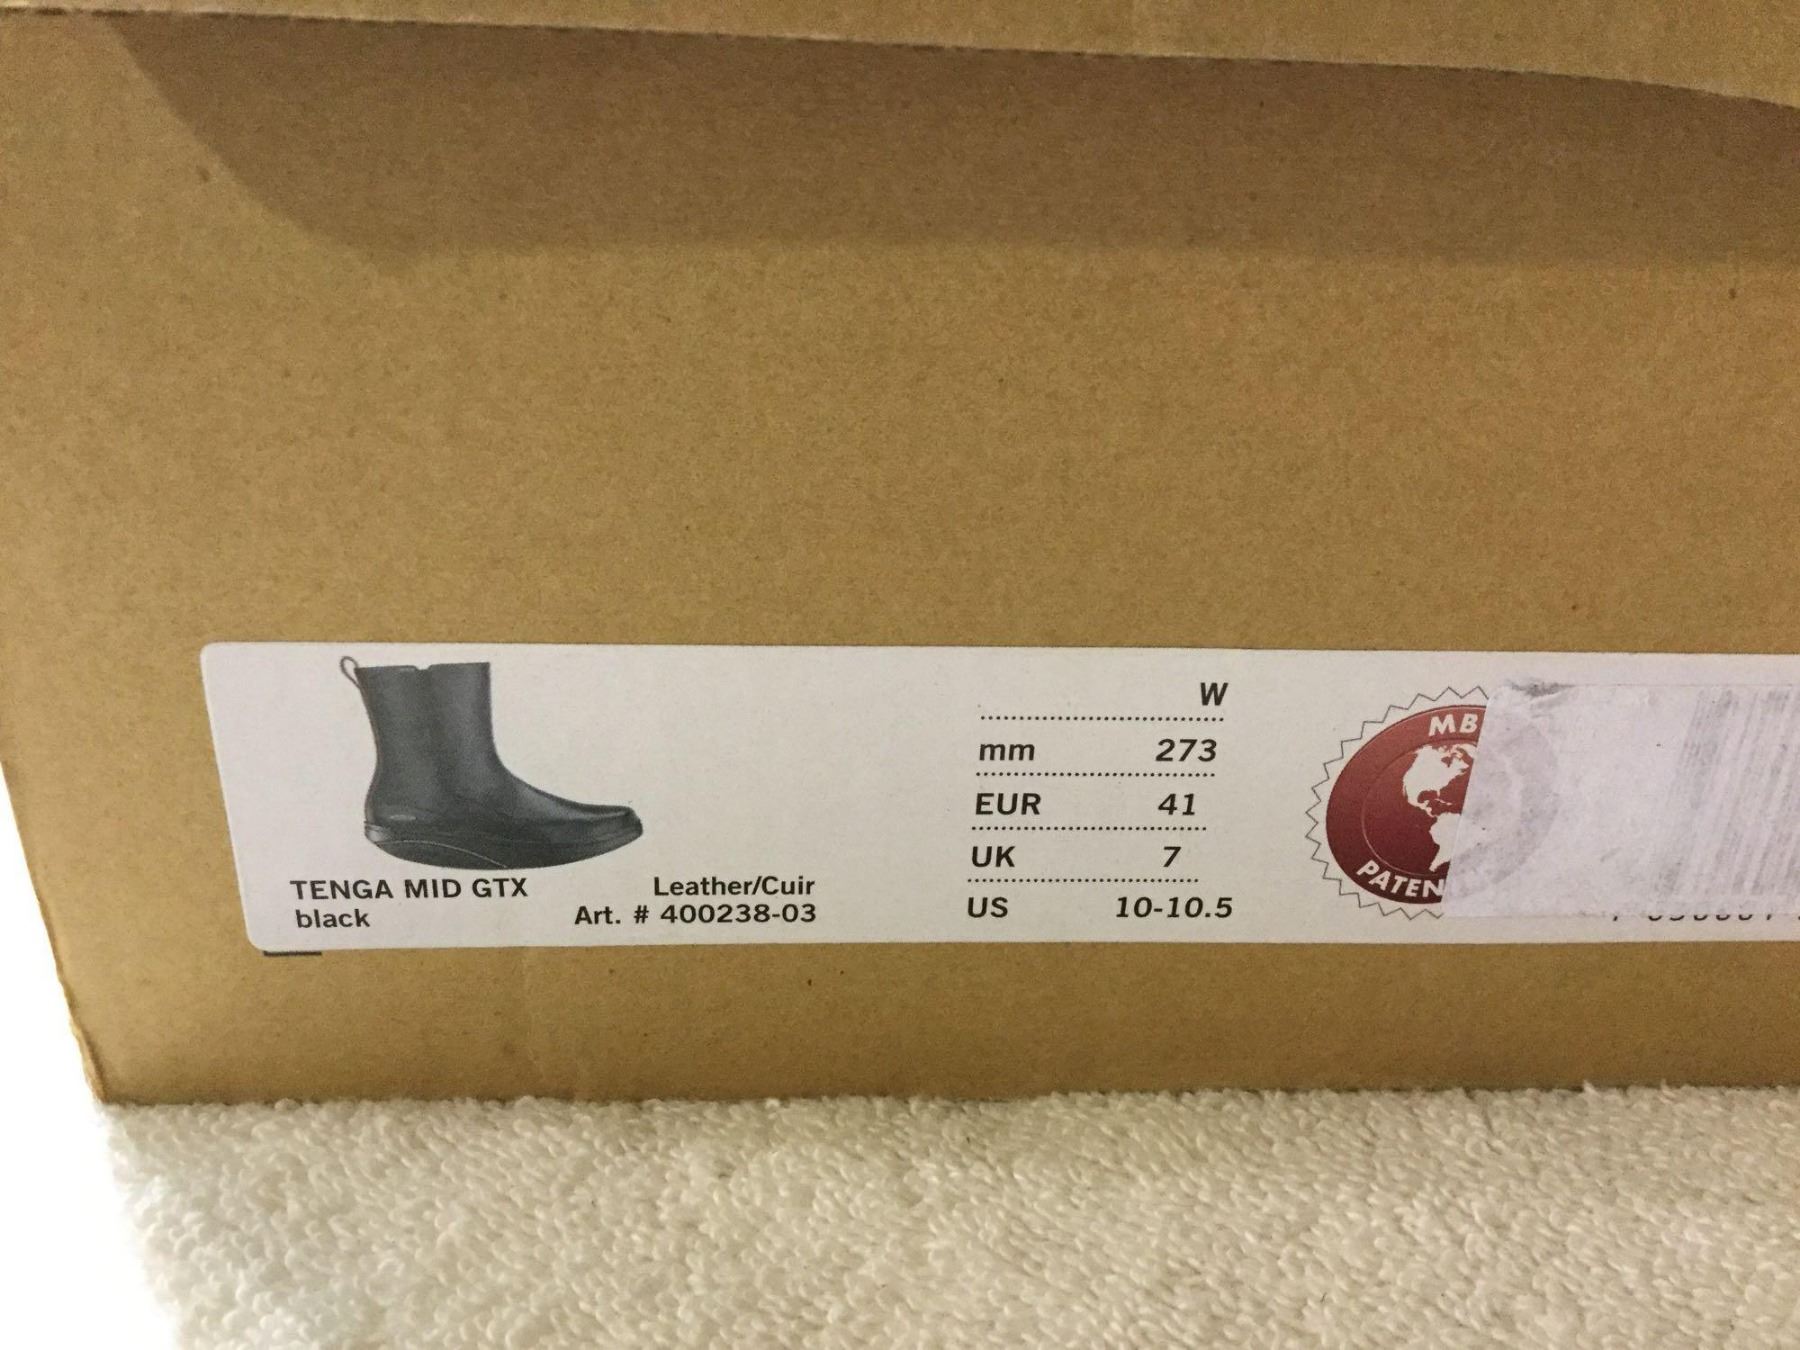 TENGA MID GTX
black
Leather/Cuir
Art. # 400238-03
W
mm 273
EUR 41
UK 7
US 10-10.5